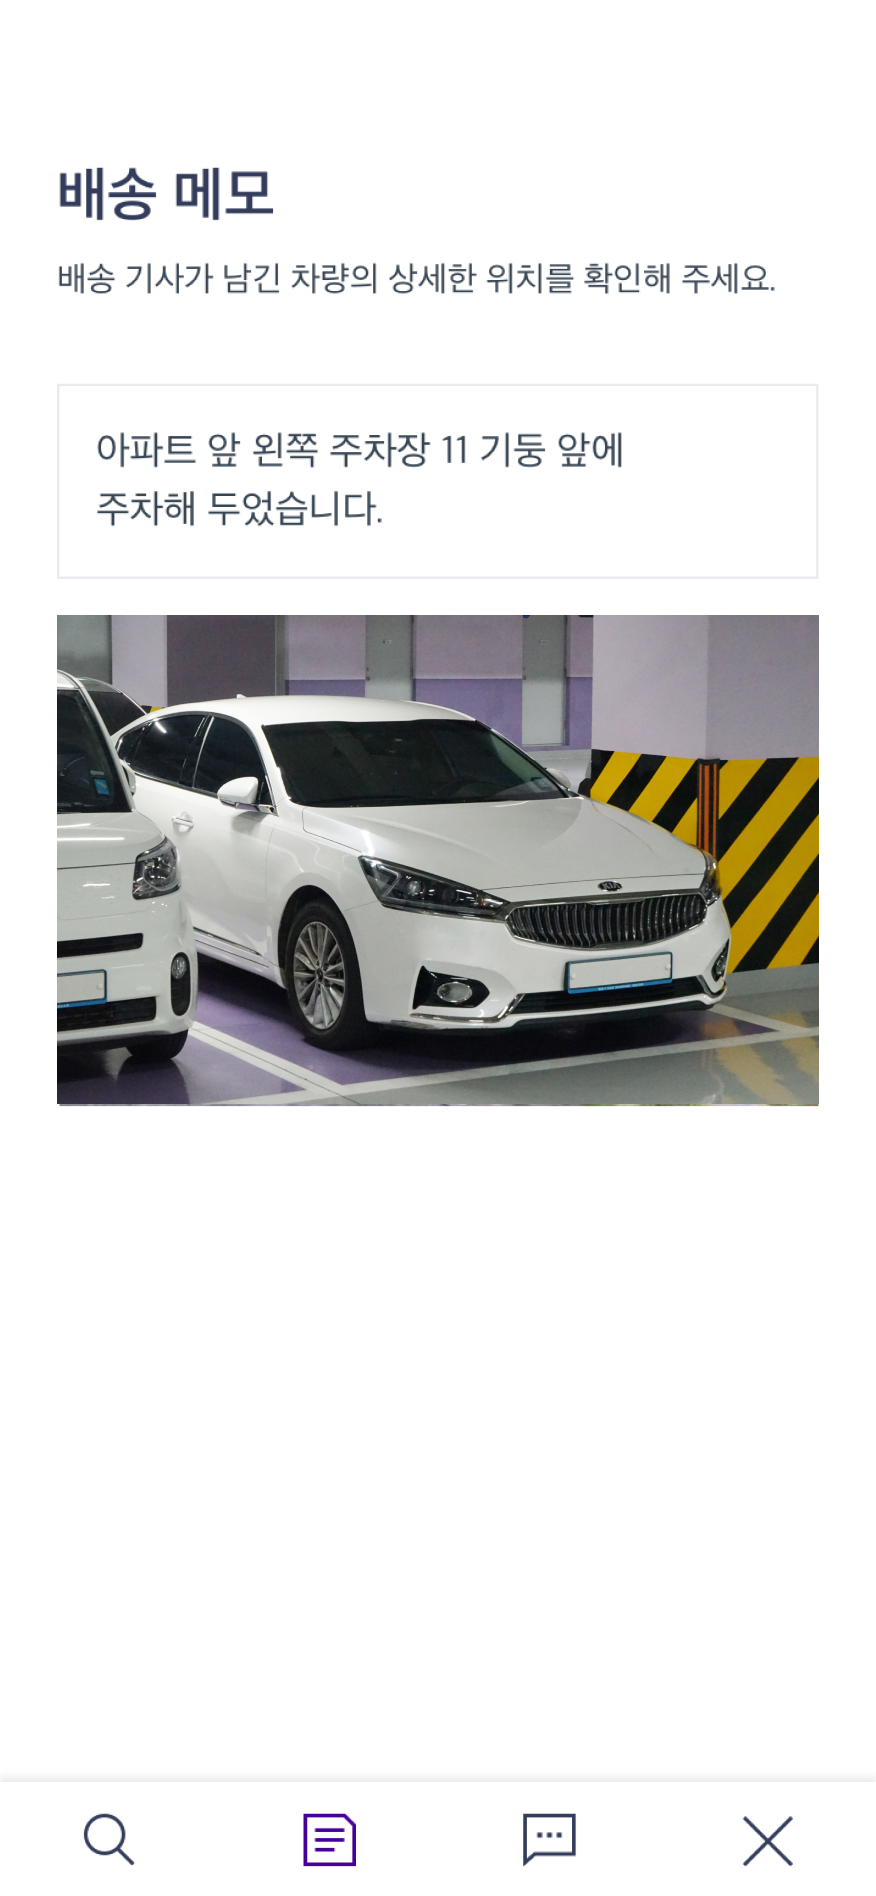 배송 메모
배송 기사가 남긴 차량의 상세한 위치를 확인해 주세요.
아파트 앞 왼쪽 주차장 11 기둥 앞에
주차해 두었습니다.
KIA